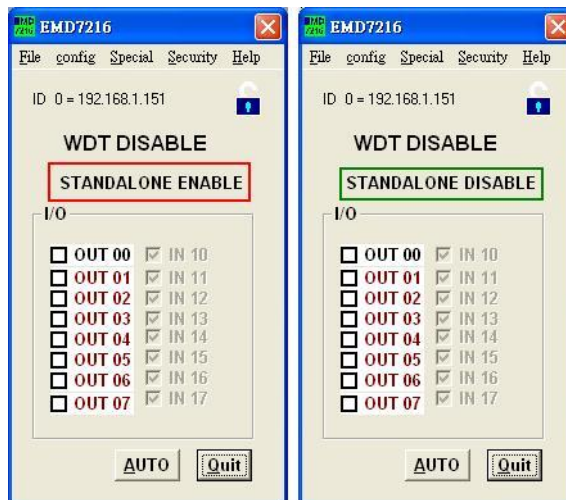 EMD7216
File config Special Security Help
ID 0 = 192.168.1.151
WDT DISABLE
STANDALONE ENABLE
I/O
OUT 00 IN 10
OUT 01 IN 11
OUT 02 IN 12
OUT 03 IN 13
OUT 04 IN 14
OUT 05 IN 15
OUT 06 IN 16
OUT 07 IN 17
AUTO Quit
EMD7216
File config Special Security Help
ID 0 = 192.168.1.151
WDT DISABLE
STANDALONE DISABLE
I/O
OUT 00 IN 10
OUT 01 IN 11
OUT 02 IN 12
OUT 03 IN 13
OUT 04 IN 14
OUT 05 IN 15
OUT 06 IN 16
OUT 07 IN 17
AUTO Quit